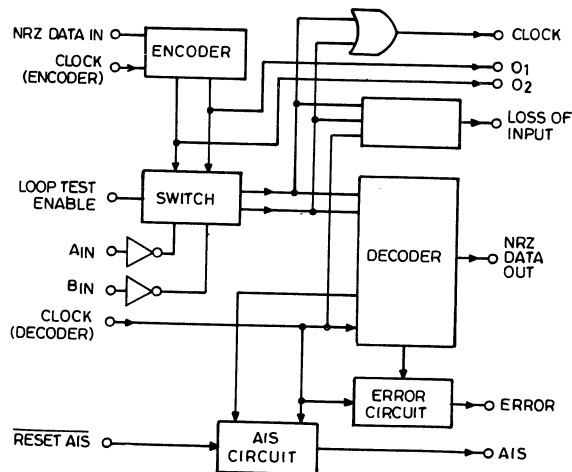 NRZ DATA IN
CLOCK
(ENCODER)
ENCODER
CLOCK
O1
O2
LOSS OF
INPUT
LOOP TEST
ENABLE
SWITCH
AIN
BIN
DECODER
NRZ
DATA
OUT
CLOCK
(DECODER)
ERROR
CIRCUIT
ERROR
RESET AIS
AIS
CIRCUIT
AIS